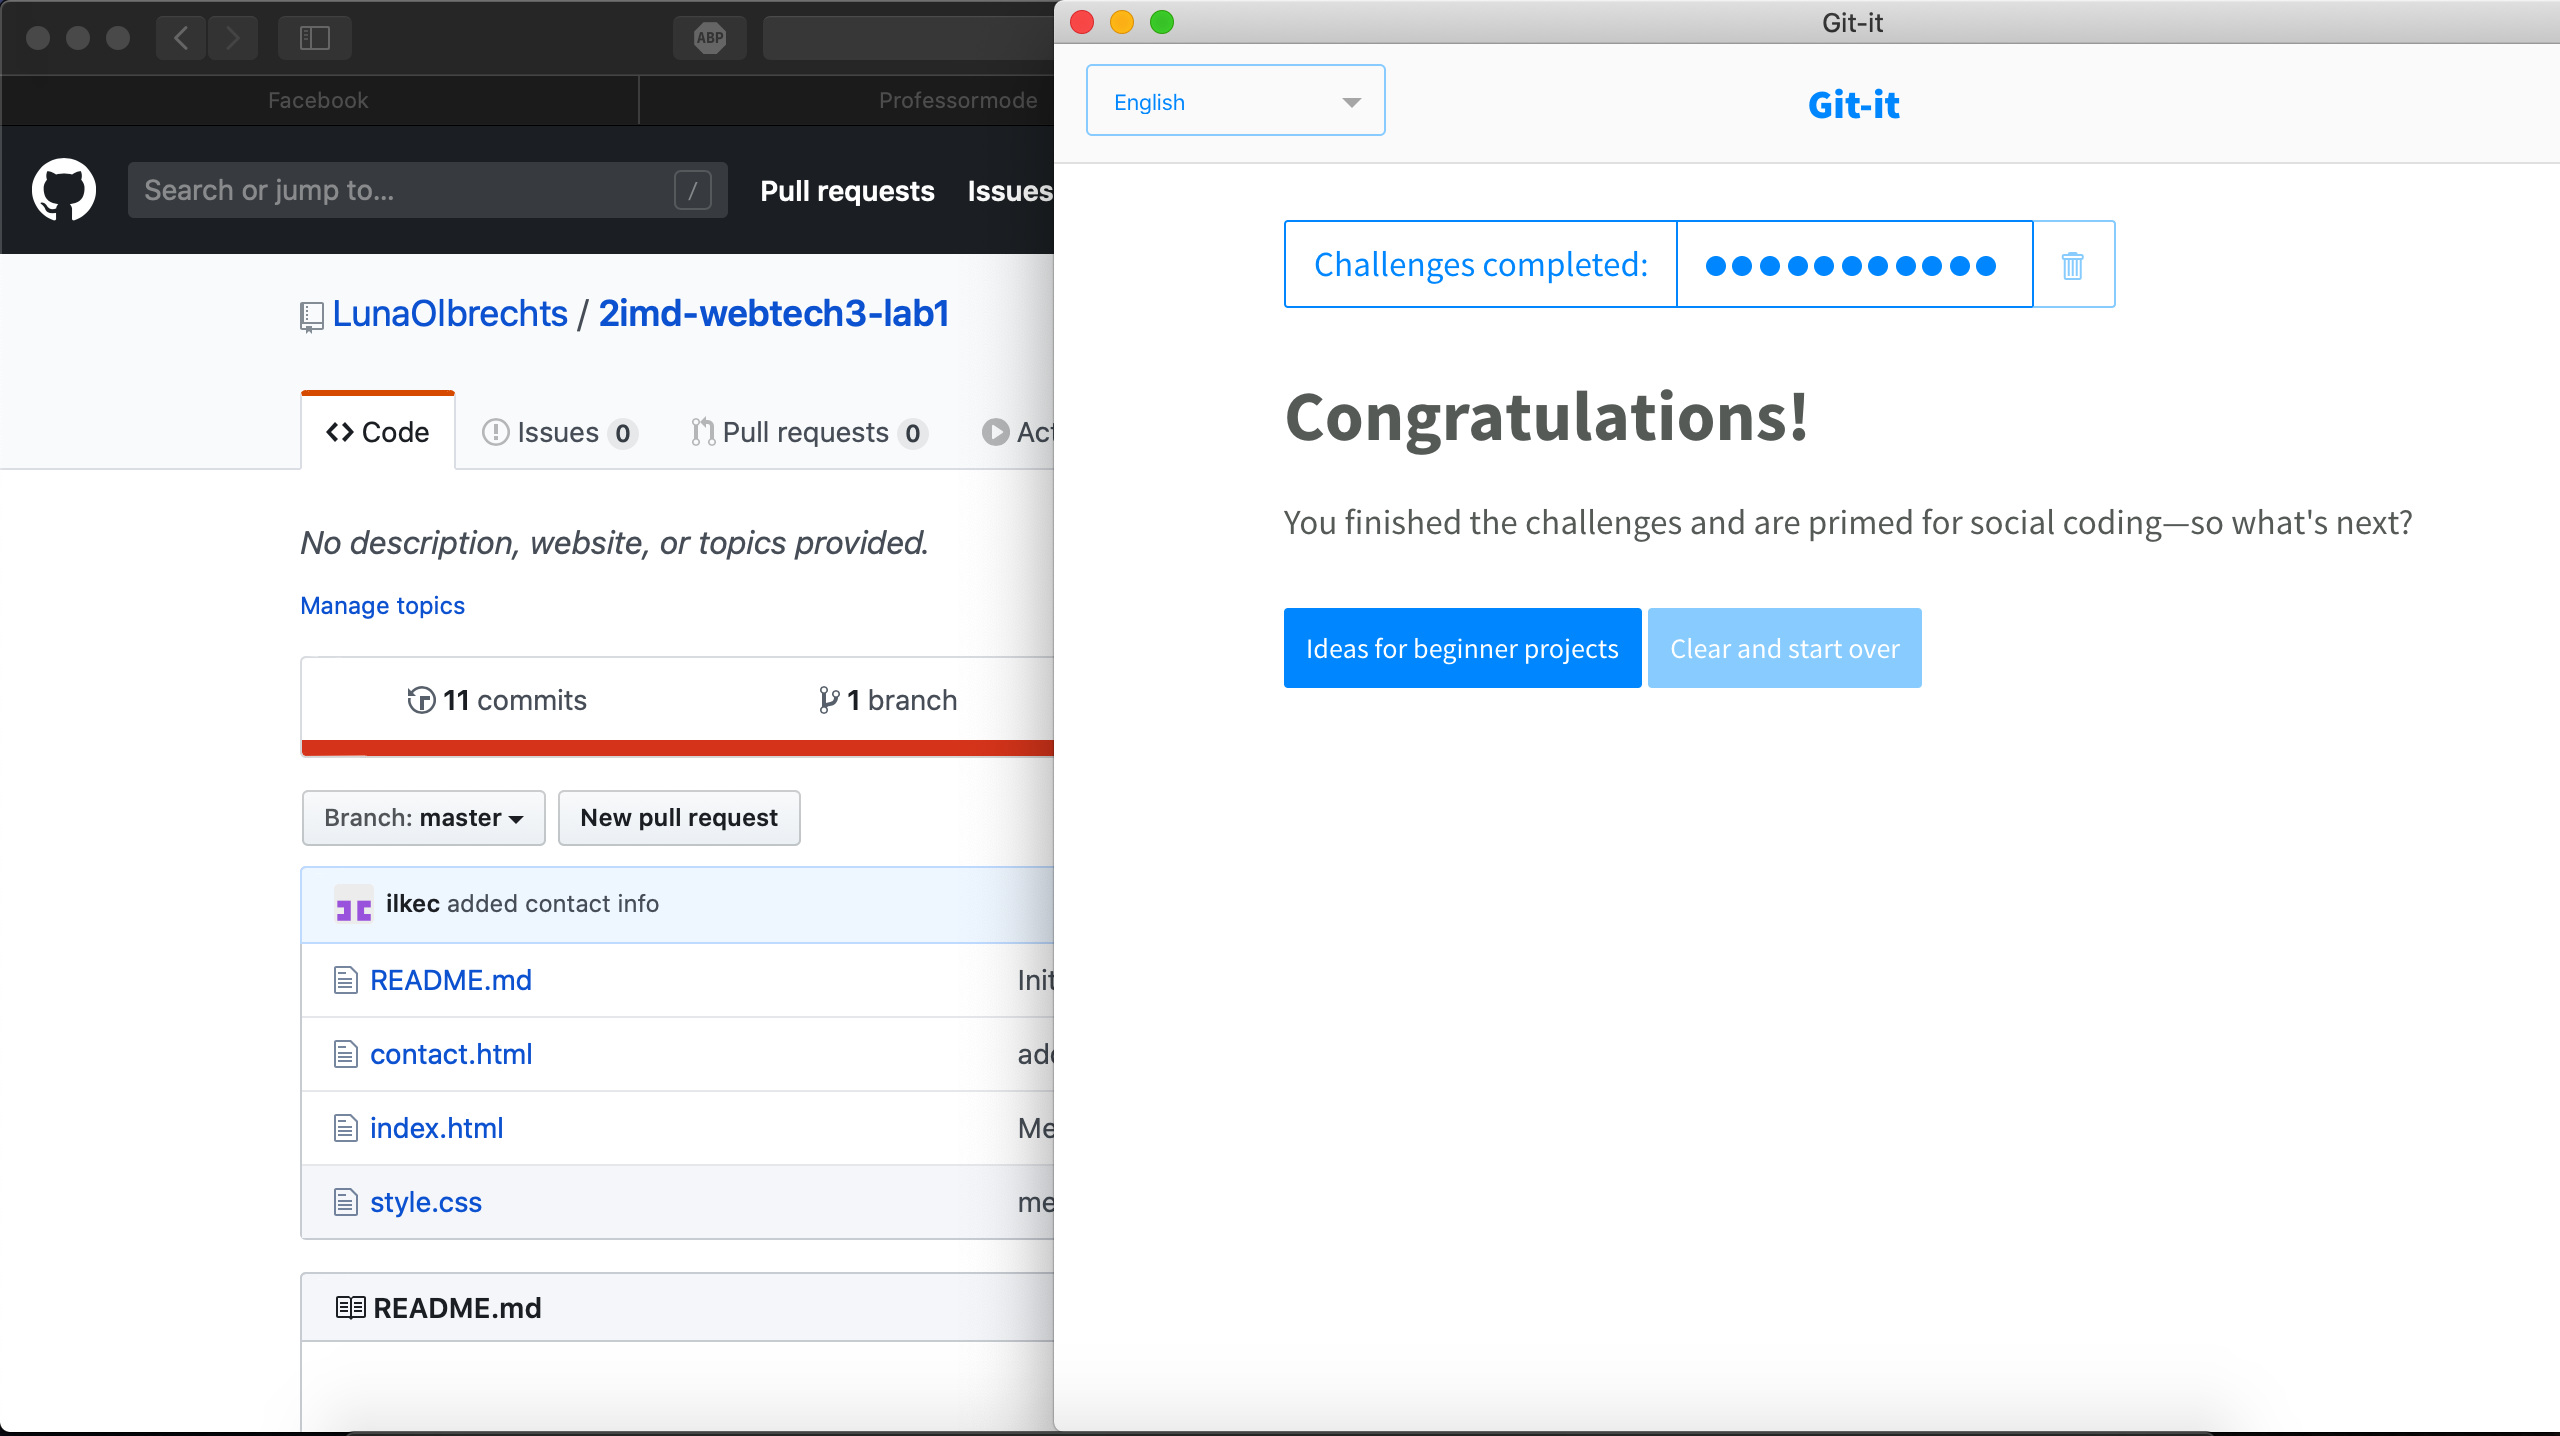 ABP
Facebook
Professormode
Search or jump to...
/
Pull requests
Issues
LunaOlbrechts / 2imd-webtech3-lab1
Code
Issues 0
Pull requests 0
Act
No description, website, or topics provided.
Manage topics
11 commits
1 branch
Branch: master
New pull request
ilkec added contact info
README.md
Init
contact.html
add
index.html
Me
style.css
me
README.md
Git-it
English
Git-it
Challenges completed:
Congratulations!
You finished the challenges and are primed for social coding—so what's next?
Ideas for beginner projects
Clear and start over